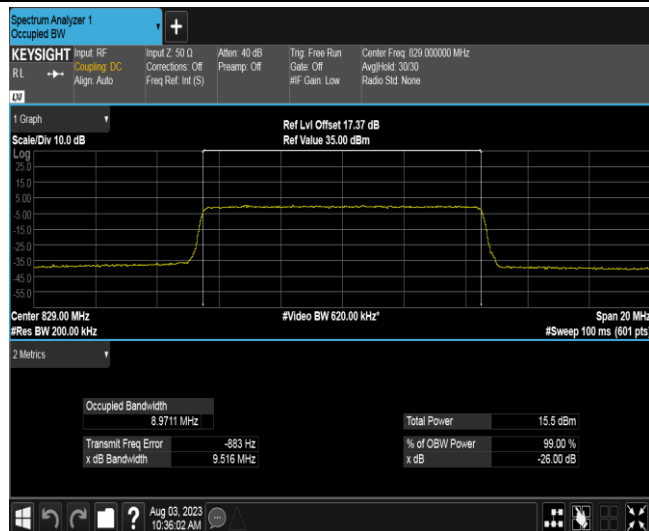 Spectrum Analyzer 1
Occupied BW
+
KEYSIGHT
RL
Input: RF
Coupling: DC
Align: Auto
Input Z: 50 Ω
Corrections: Off
Freq Ref: Int (S)
Atten: 40 dB
Preamp: Off
Trig: Free Run
Gate: Off
#IF Gain: Low
Center Freq: 829.000000 MHz
Avg|Hold: 30/30
Radio Std: None
LXI
1 Graph
Scale/Div 10.0 dB
Ref Lvl Offset 17.37 dB
Ref Value 35.00 dBm
Log
25.0
15.0
5.00
-5.00
-15.0
-25.0
-35.0
-45.0
-55.0
Center 829.00 MHz
#Res BW 200.00 kHz
#Video BW 620.00 kHz*
Span 20 MHz
#Sweep 100 ms (601 pts)
2 Metrics
Occupied Bandwidth
8.9711 MHz
Transmit Freq Error -883 Hz
x dB Bandwidth 9.516 MHz
Total Power 15.5 dBm
% of OBW Power 99.00 %
x dB -26.00 dB
?
Aug 03, 2023
10:36:02 AM